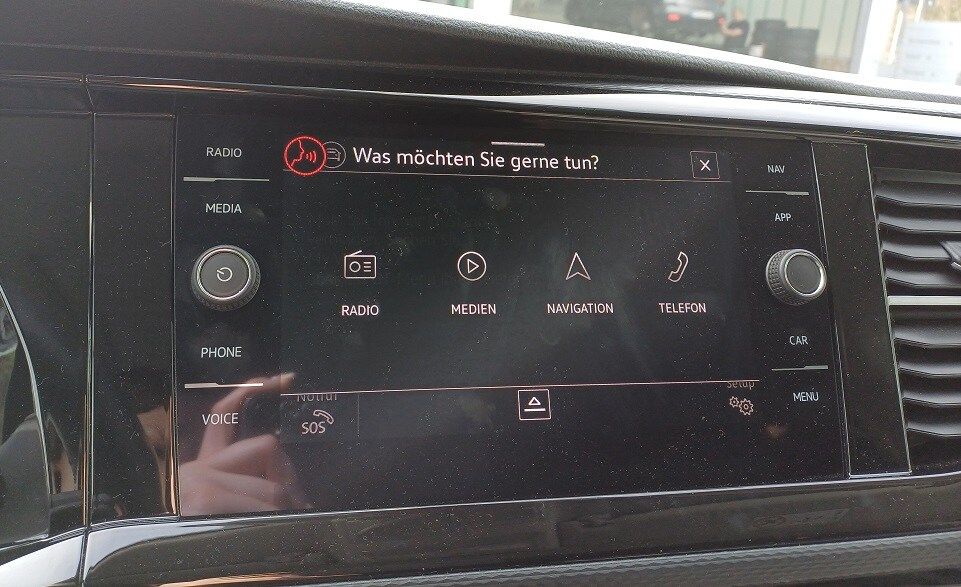 RADIO
MEDIA
PHONE
VOICE
Was möchten Sie gerne tun?
RADIO
MEDIEN
NAVIGATION
TELEFON
Notruf
SOS
Setup
NAV
APP
CAR
MENU